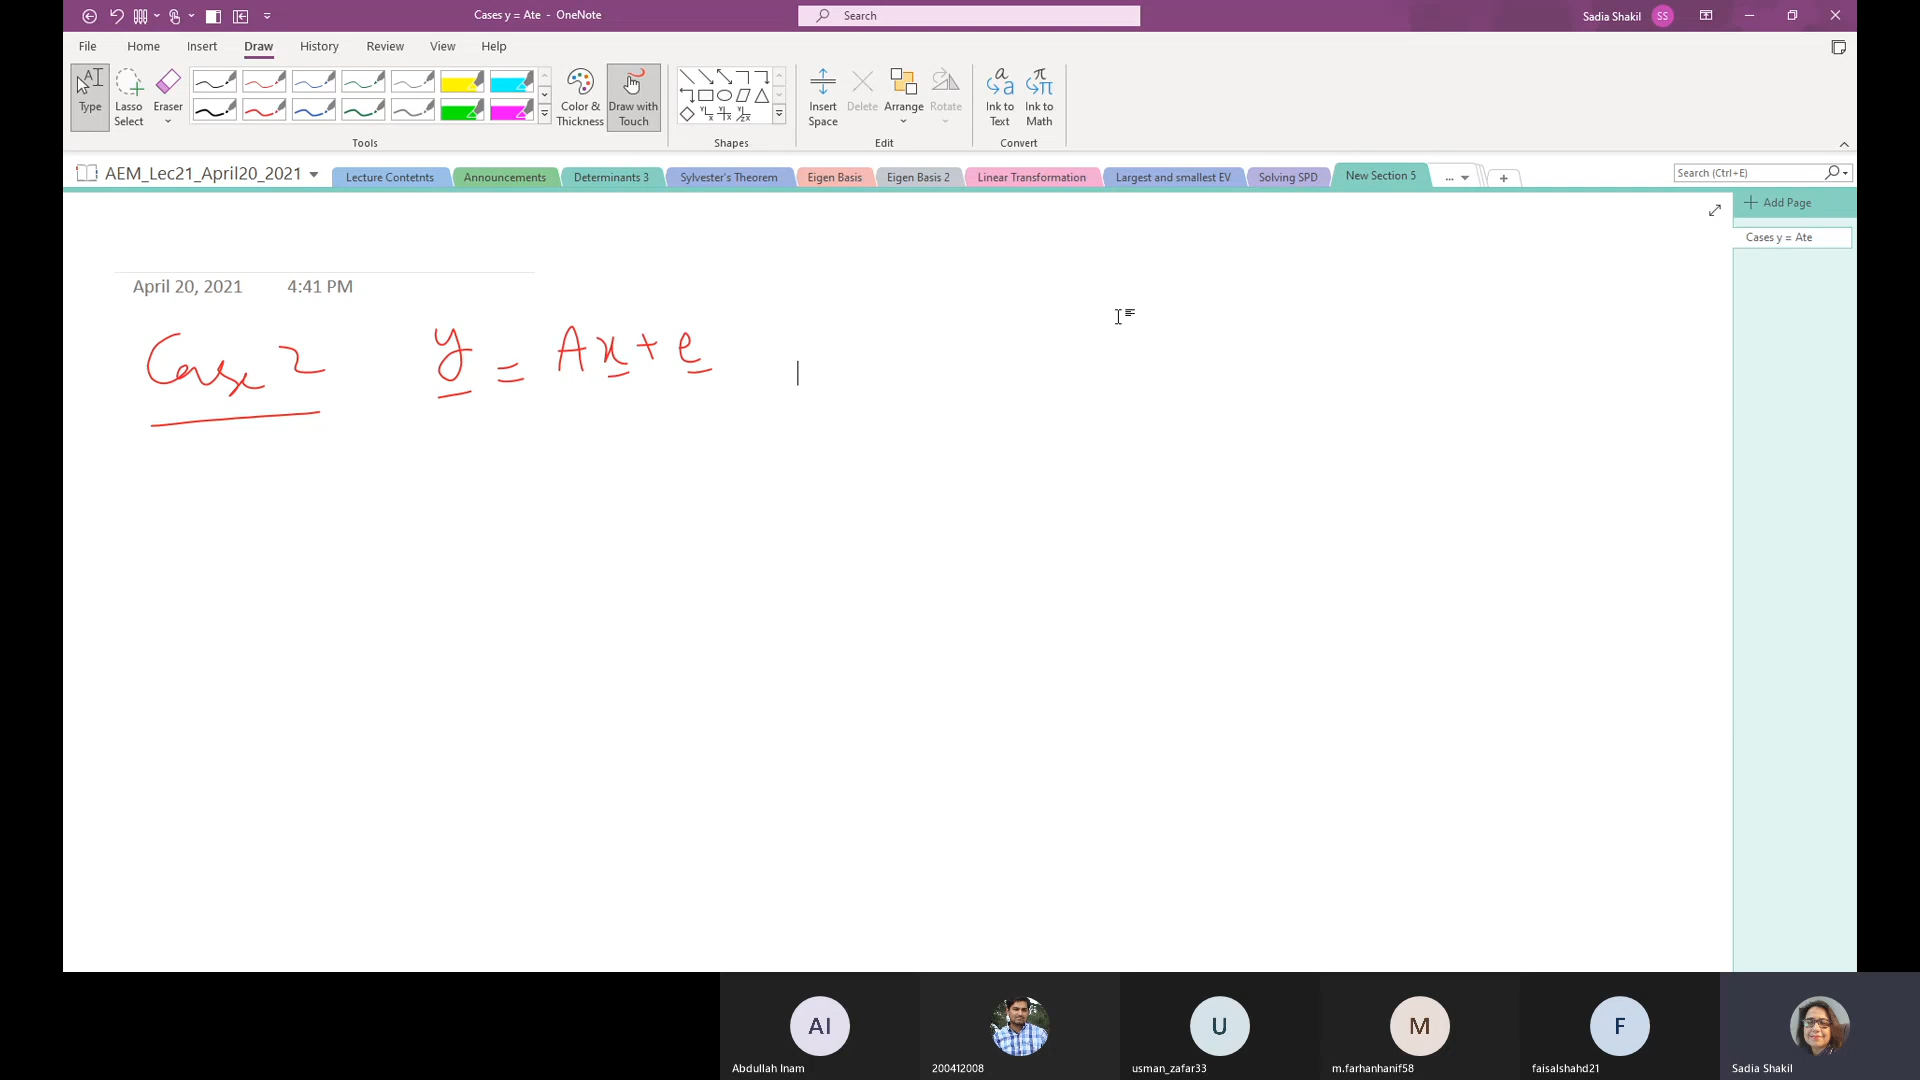 Cases y = Ate - OneNote
Search
Sadia Shakil
SS
File Home Insert Draw History Review View Help
Type
Lasso Select
Eraser
Color & Thickness
Draw with Touch
Insert Space
Delete
Arrange
Rotate
Ink to Text
Ink to Math
Tools
Shapes
Edit
Convert
AEM_Lec21_April20_2021
Lecture Contetnts
Announcements
Determinants 3
Sylvester's Theorem
Eigen Basis
Eigen Basis 2
Linear Transformation
Largest and smallest EV
Solving SPD
New Section 5
...
Search (Ctrl+E)
Add Page
Cases y = Ate
April 20, 2021 4:41 PM
Case 2 y = Ax + e
AI
U
M
F
Abdullah Inam
200412008
usman_zafar33
m.farhanhanif58
faisalshahd21
Sadia Shakil